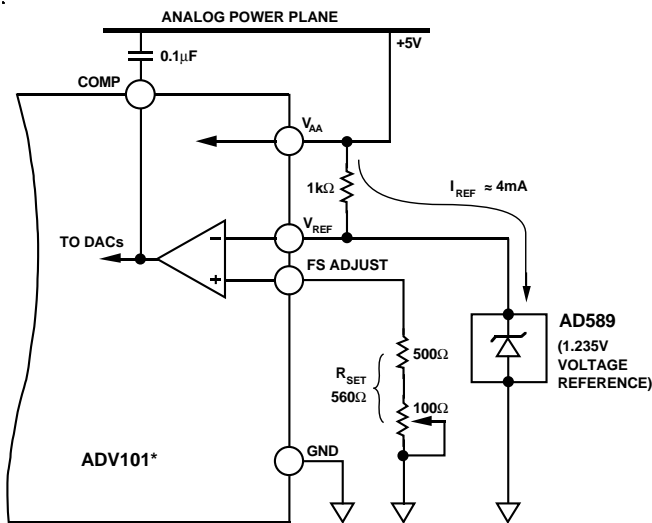 ANALOG POWER PLANE
+5V
0.1µF
COMP
VAA
1kΩ
IREF ≈ 4mA
VREF
TO DACs
–
+
FS ADJUST
AD589
(1.235V
VOLTAGE
REFERENCE)
500Ω
RSET
560Ω
100Ω
GND
ADV101*